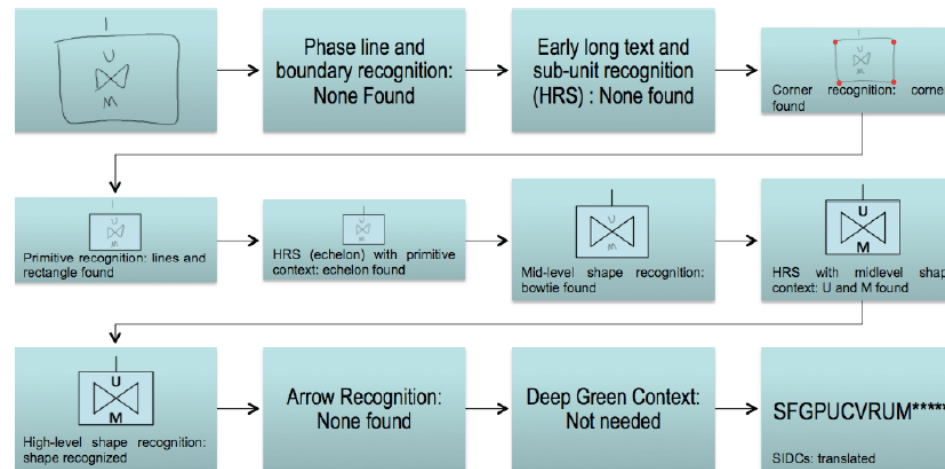 U
M
Phase line and
boundary recognition:
None Found
Early long text and
sub-unit recognition
(HRS) : None found
U
M
Corner recognition: corne
found
U
M
Primitive recognition: lines and
rectangle found
U
M
HRS (echelon) with primitive
context: echelon found
U
M
Mid-level shape recognition:
bowtie found
U
M
HRS with midlevel shap
context: U and M found
U
M
High-level shape recognition:
shape recognized
Arrow Recognition:
None found
Deep Green Context:
Not needed
SFGPUCVRUM*****
SIDCs: translated